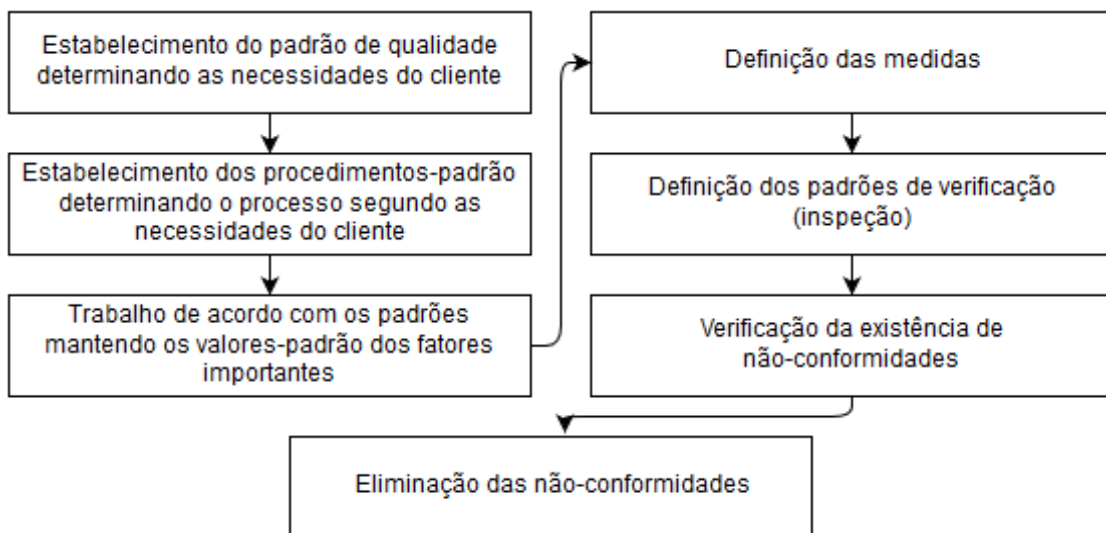 Estabelecimento do padrão de qualidade
determinando as necessidades do cliente
Estabelecimento dos procedimentos-padrão
determinando o processo segundo as
necessidades do cliente
Trabalho de acordo com os padrões
mantendo os valores-padrão dos fatores
importantes
Definição das medidas
Definição dos padrões de verificação
(inspeção)
Verificação da existência de
não-conformidades
Eliminação das não-conformidades